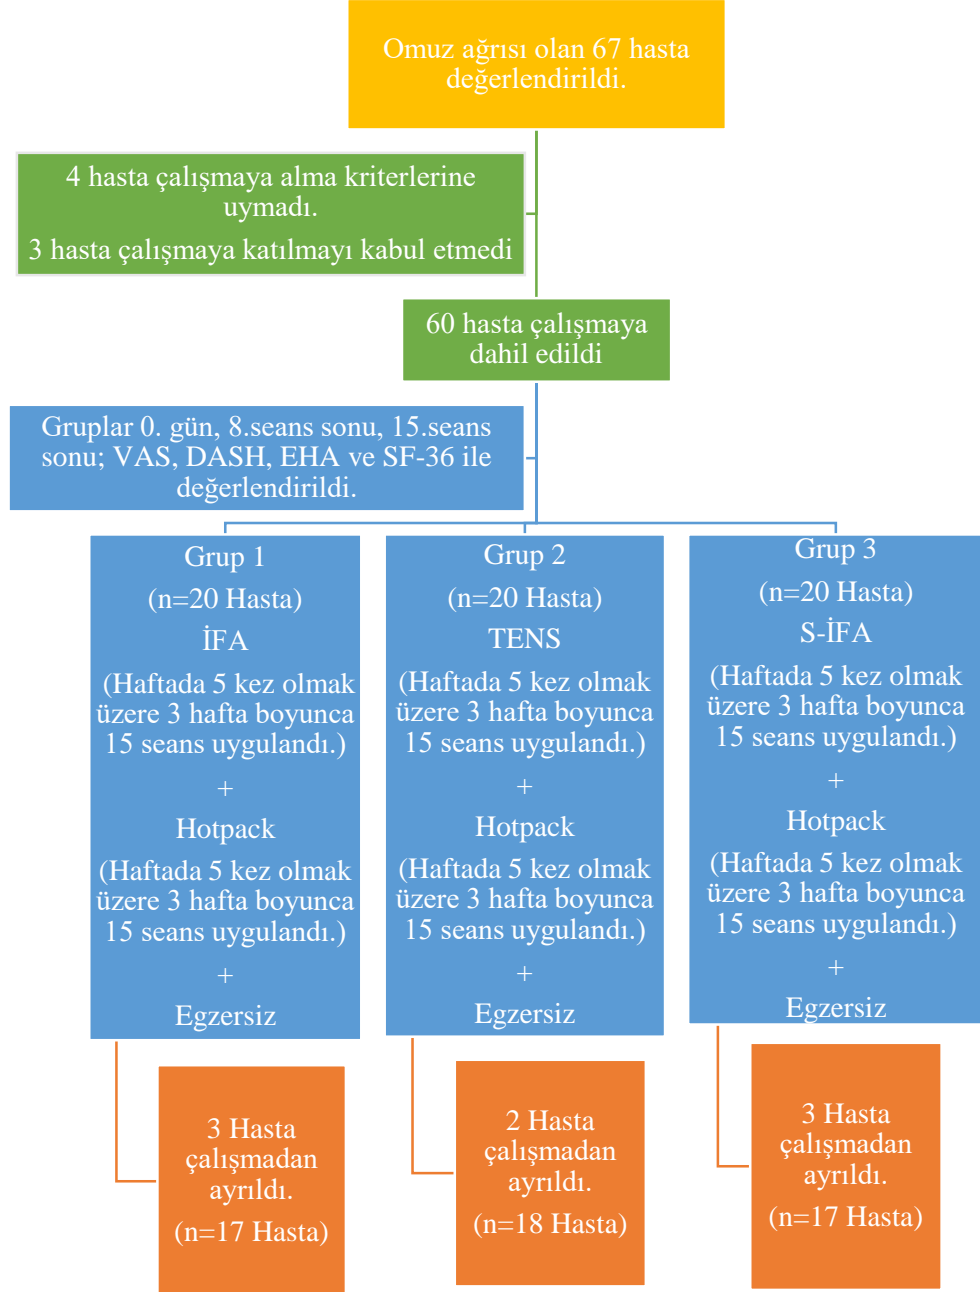 Omuz ağrısı olan 67 hasta
değerlendirildi.
4 hasta çalışmaya alma kriterlerine
uymadı.
3 hasta çalışmaya katılmayı kabul etmedi
60 hasta çalışmaya
dahil edildi
Gruplar 0. gün, 8.seans sonu, 15.seans
sonu; VAS, DASH, EHA ve SF-36 ile
değerlendirildi.
Grup 1
(n=20 Hasta)
İFA
(Haftada 5 kez olmak
üzere 3 hafta boyunca
15 seans uygulandı.)
+
Hotpack
(Haftada 5 kez olmak
üzere 3 hafta boyunca
15 seans uygulandı.)
+
Egzersiz
Grup 2
(n=20 Hasta)
TENS
(Haftada 5 kez olmak
üzere 3 hafta boyunca
15 seans uygulandı.)
+
Hotpack
(Haftada 5 kez olmak
üzere 3 hafta boyunca
15 seans uygulandı.)
+
Egzersiz
Grup 3
(n=20 Hasta)
S-İFA
(Haftada 5 kez olmak
üzere 3 hafta boyunca
15 seans uygulandı.)
+
Hotpack
(Haftada 5 kez olmak
üzere 3 hafta boyunca
15 seans uygulandı.)
+
Egzersiz
3 Hasta
çalışmadan
ayrıldı.
(n=17 Hasta)
2 Hasta
çalışmadan
ayrıldı.
(n=18 Hasta)
3 Hasta
çalışmadan
ayrıldı.
(n=17 Hasta)